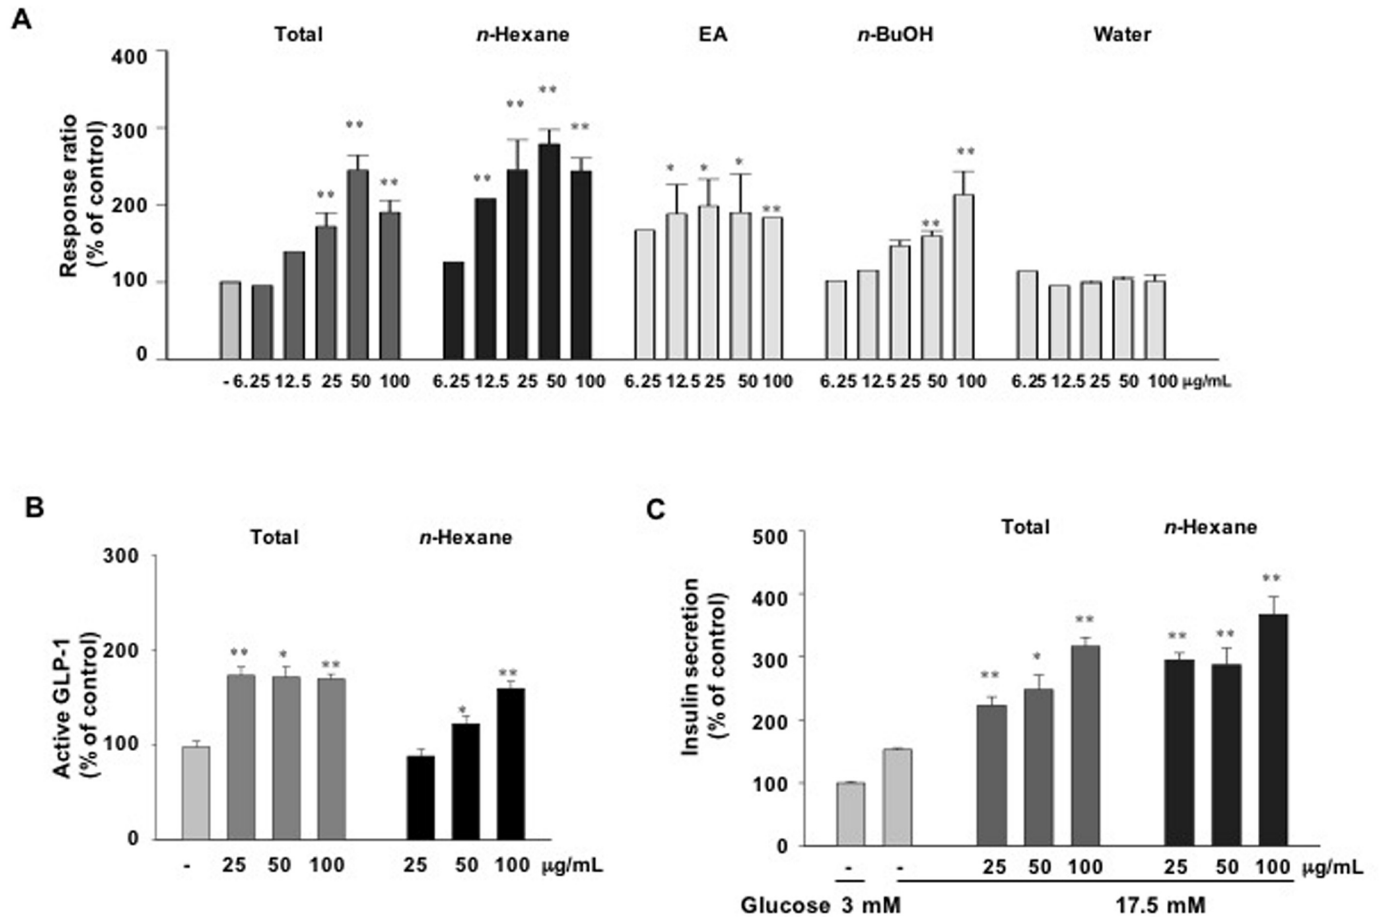 A
Total n-Hexane EA n-BuOH Water
400
300
200
100
0
Response ratio
(% of control)
** ** ** ** ** ** ** * * * ** ** **
- 6.25 12.5 25 50 100 6.25 12.5 25 50 100 6.25 12.5 25 50 100 6.25 12.5 25 50 100 6.25 12.5 25 50 100 μg/mL
B
Total n-Hexane
300
200
100
0
Active GLP-1
(% of control)
** * ** * **
- 25 50 100 25 50 100 μg/mL
C
Total n-Hexane
500
400
300
200
100
0
Insulin secretion
(% of control)
** * ** ** ** **
- - 25 50 100 25 50 100 μg/mL
Glucose 3 mM 17.5 mM